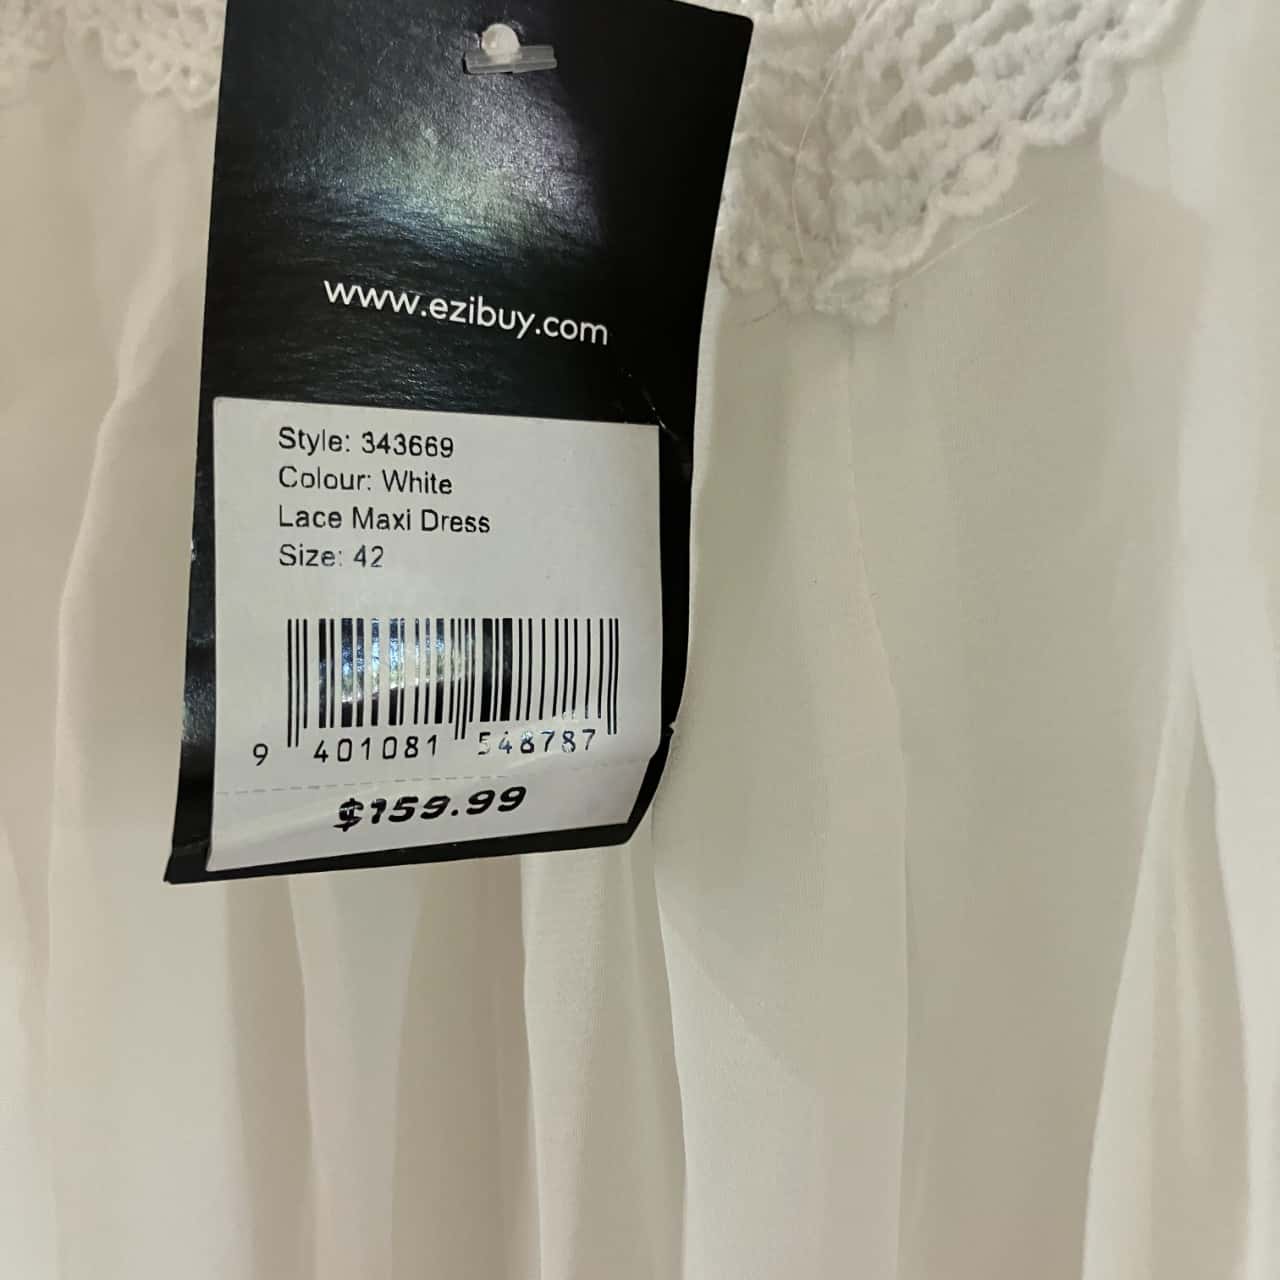 www.ezibuy.com
Style: 343669
Colour: White
Lace Maxi Dress
Size: 42
9 401081 548787
$159.99